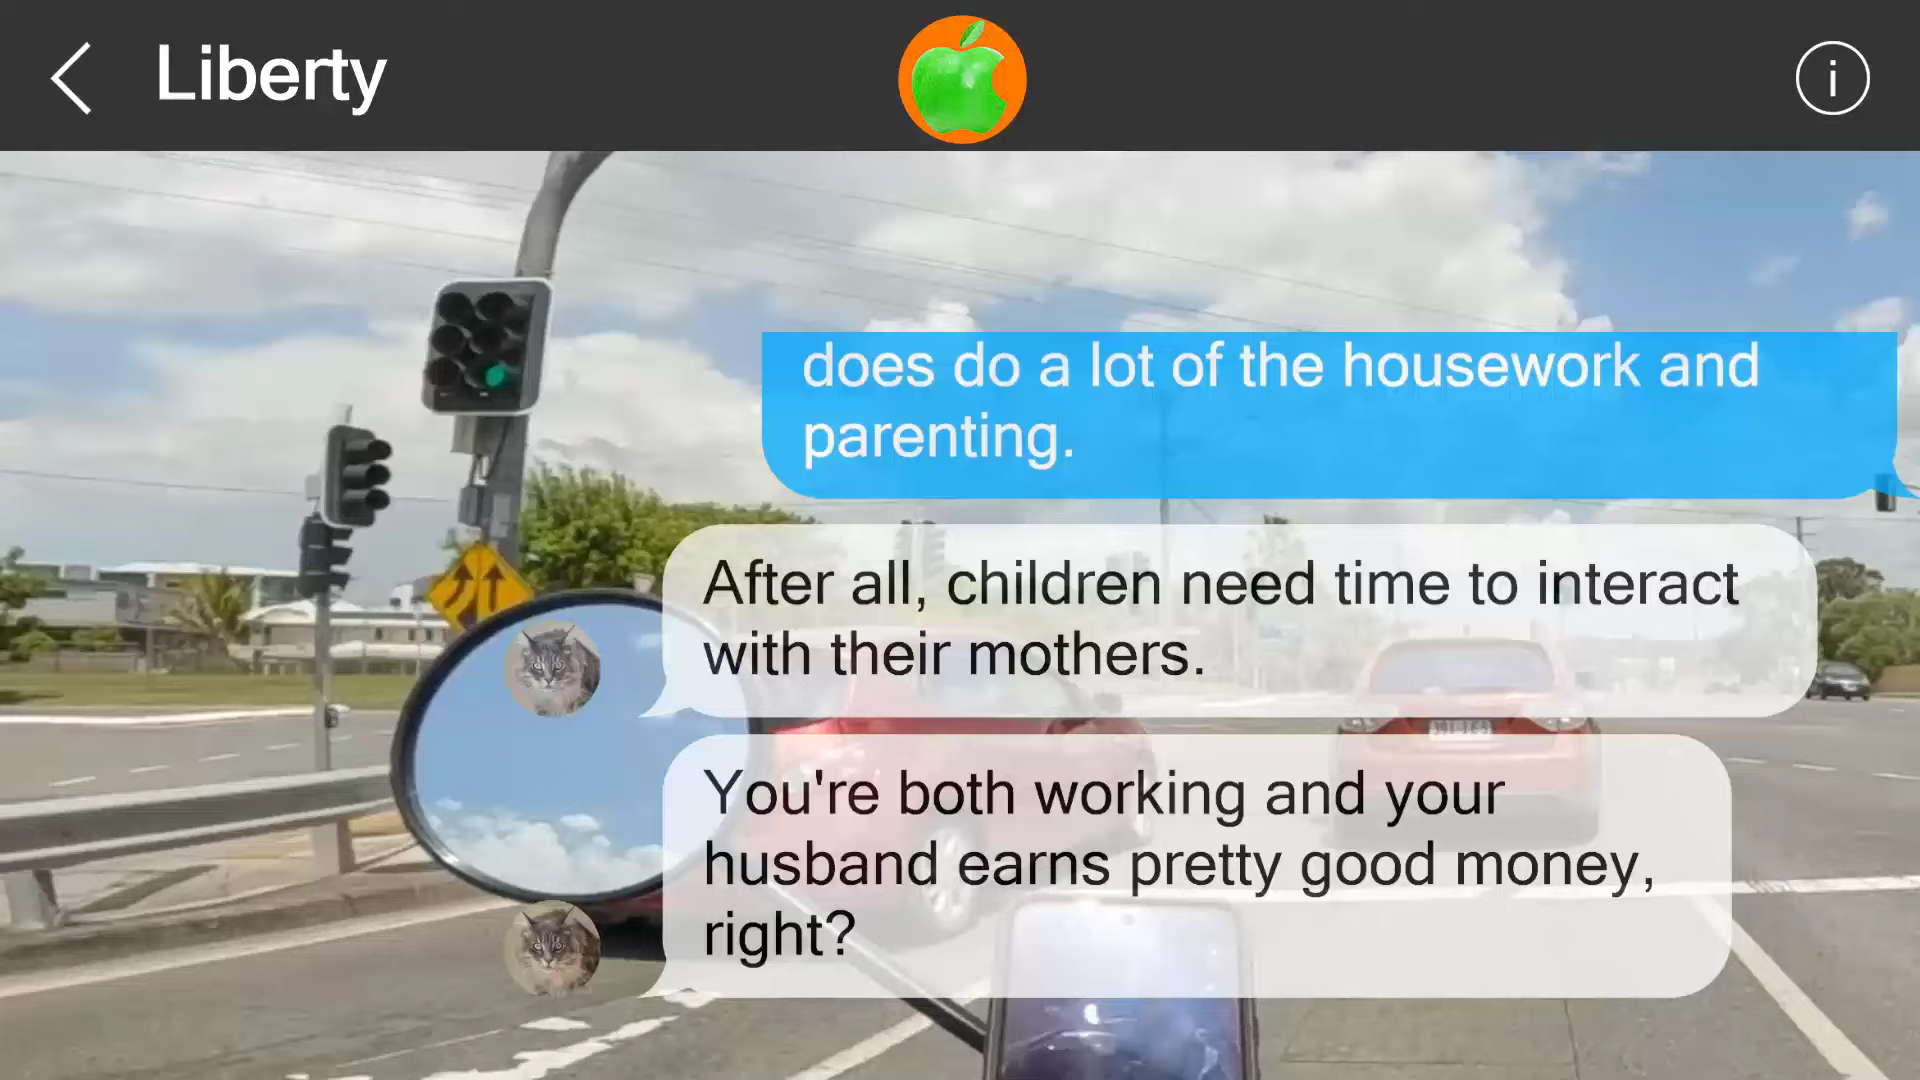 Liberty
i
does do a lot of the housework and
parenting.
After all, children need time to interact
with their mothers.
You're both working and your
husband earns pretty good money,
right?